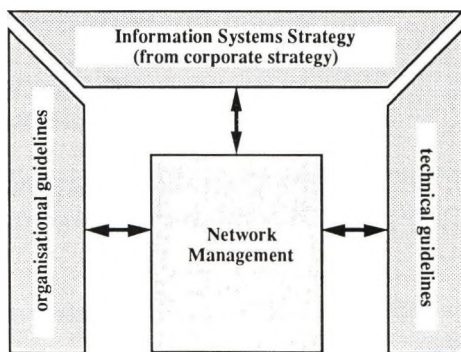 Information Systems Strategy
(from corporate strategy)
organisational guidelines
Network
Management
technical guidelines